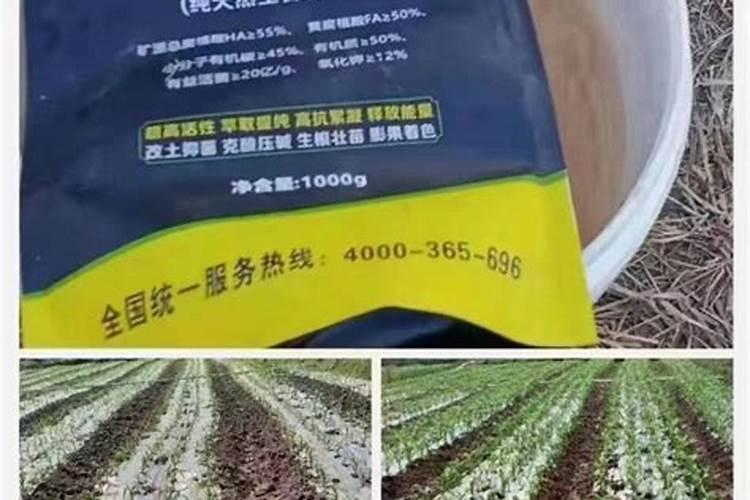 (纯天然
矿源总腐植酸HA≥55%、黄腐植酸FA≥50%、
小分子有机碳≥45%、有机质≥50%、
有益活菌≥20亿/g、氧化钾≥12%
超高活性 萃取提纯 高抗絮凝 释放能量
改土抑菌 克酸压碱 生根壮苗 膨果着色
净含量:1000g
全国统一服务热线：4000-365-696